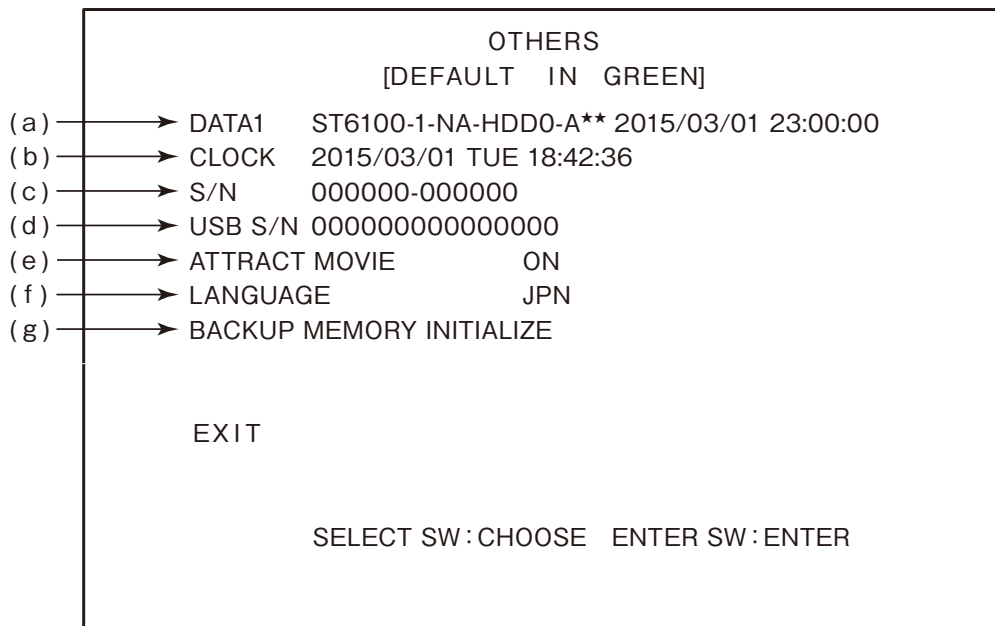 OTHERS
[DEFAULT IN GREEN]
(a) DATA1 ST6100-1-NA-HDD0-A★★ 2015/03/01 23:00:00
(b) CLOCK 2015/03/01 TUE 18:42:36
(c) S/N 000000-000000
(d) USB S/N 000000000000000
(e) ATTRACT MOVIE ON
(f) LANGUAGE JPN
(g) BACKUP MEMORY INITIALIZE
EXIT
SELECT SW:CHOOSE ENTER SW:ENTER